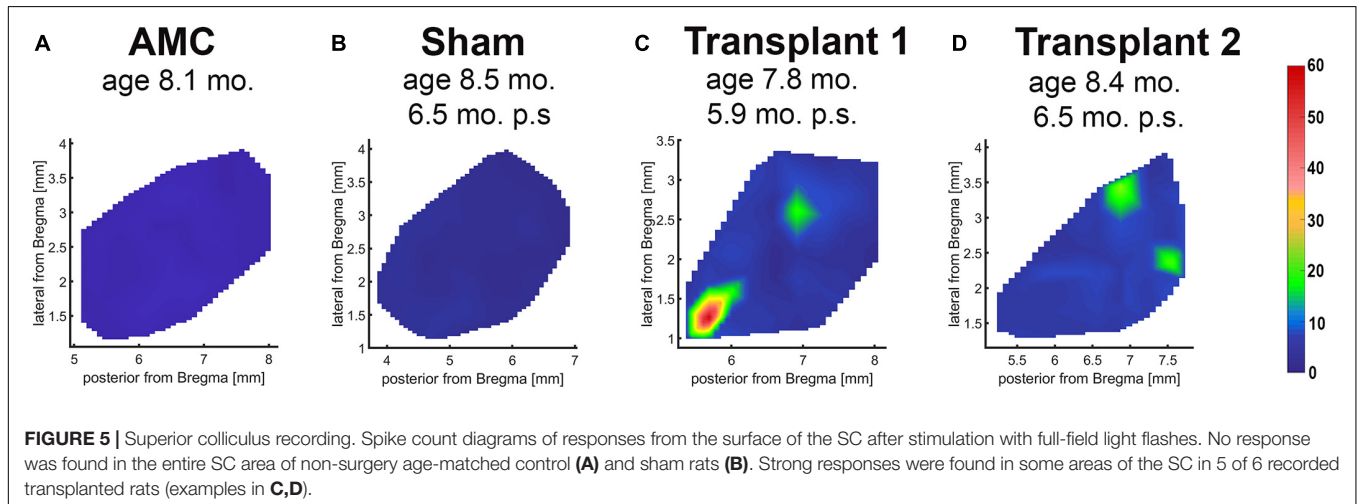 A
AMC
age 8.1 mo.
B
Sham
age 8.5 mo.
6.5 mo. p.s
C
Transplant 1
age 7.8 mo.
5.9 mo. p.s.
D
Transplant 2
age 8.4 mo.
6.5 mo. p.s.
lateral from Bregma [mm]
4
3.5
3
2.5
2
1.5
5
6
7
8
posterior from Bregma [mm]
lateral from Bregma [mm]
4
3.5
3
2.5
2
1.5
1
4
5
6
7
posterior from Bregma [mm]
lateral from Bregma [mm]
3.5
3
2.5
2
1.5
1
6
7
8
posterior from Bregma [mm]
lateral from Bregma [mm]
4
3.5
3
2.5
2
1.5
5.5
6
6.5
7
7.5
posterior from Bregma [mm]
60
50
40
30
20
10
0
FIGURE 5 | Superior colliculus recording. Spike count diagrams of responses from the surface of the SC after stimulation with full-field light flashes. No response
was found in the entire SC area of non-surgery age-matched control (A) and sham rats (B). Strong responses were found in some areas of the SC in 5 of 6 recorded
transplanted rats (examples in C,D).